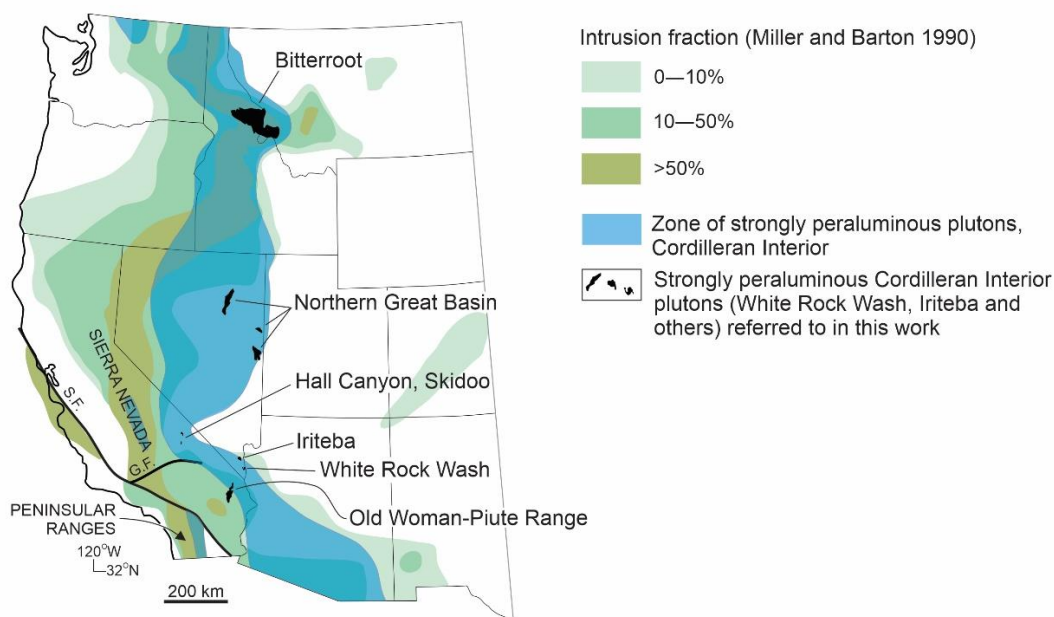 Bitterroot
Northern Great Basin
Hall Canyon, Skidoo
Iriteba
White Rock Wash
Old Woman-Piute Range
SIERRA NEVADA
S.F.
G.F.
PENINSULAR
RANGES
120°W
32°N
200 km
Intrusion fraction (Miller and Barton 1990)
0—10%
10—50%
>50%
Zone of strongly peraluminous plutons,
Cordilleran Interior
Strongly peraluminous Cordilleran Interior
plutons (White Rock Wash, Iriteba and
others) referred to in this work